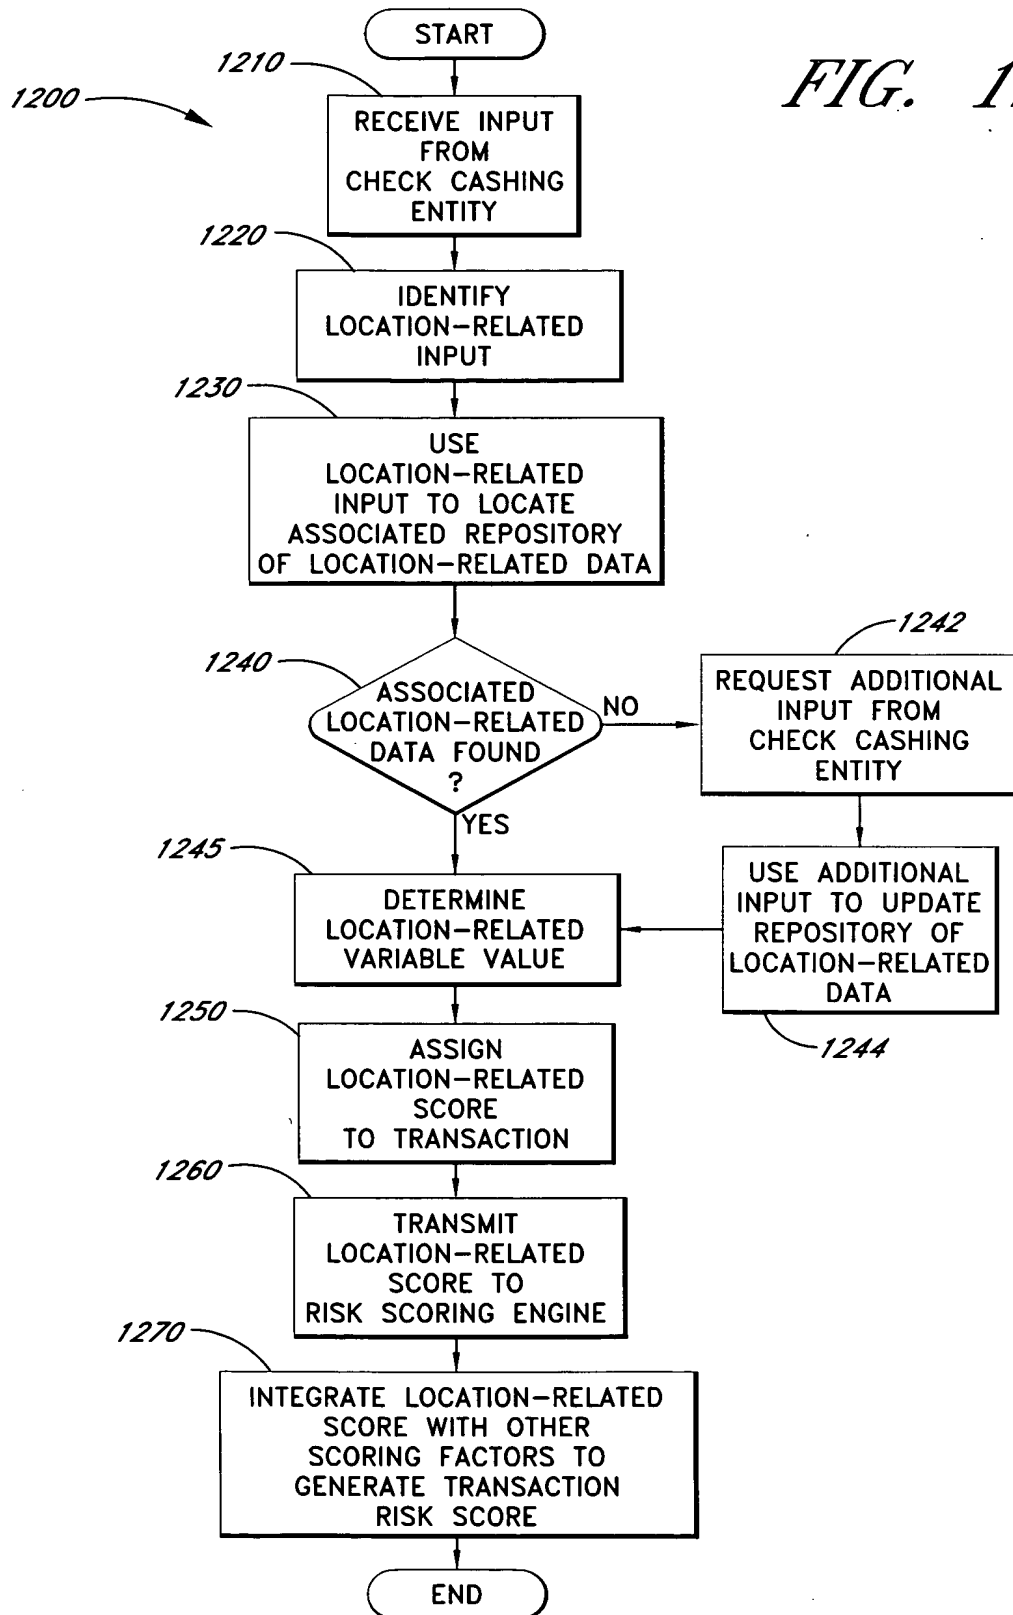 START
FIG. 1
1200
1210
RECEIVE INPUT
FROM
CHECK CASHING
ENTITY
1220
IDENTIFY
LOCATION-RELATED
INPUT
1230
USE
LOCATION-RELATED
INPUT TO LOCATE
ASSOCIATED REPOSITORY
OF LOCATION-RELATED DATA
1240
ASSOCIATED
LOCATION-RELATED
DATA FOUND
?
NO
YES
1242
REQUEST ADDITIONAL
INPUT FROM
CHECK CASHING
ENTITY
USE ADDITIONAL
INPUT TO UPDATE
REPOSITORY OF
LOCATION-RELATED
DATA
1244
1245
DETERMINE
LOCATION-RELATED
VARIABLE VALUE
1250
ASSIGN
LOCATION-RELATED
SCORE
TO TRANSACTION
1260
TRANSMIT
LOCATION-RELATED
SCORE TO
RISK SCORING ENGINE
1270
INTEGRATE LOCATION-RELATED
SCORE WITH OTHER
SCORING FACTORS TO
GENERATE TRANSACTION
RISK SCORE
END